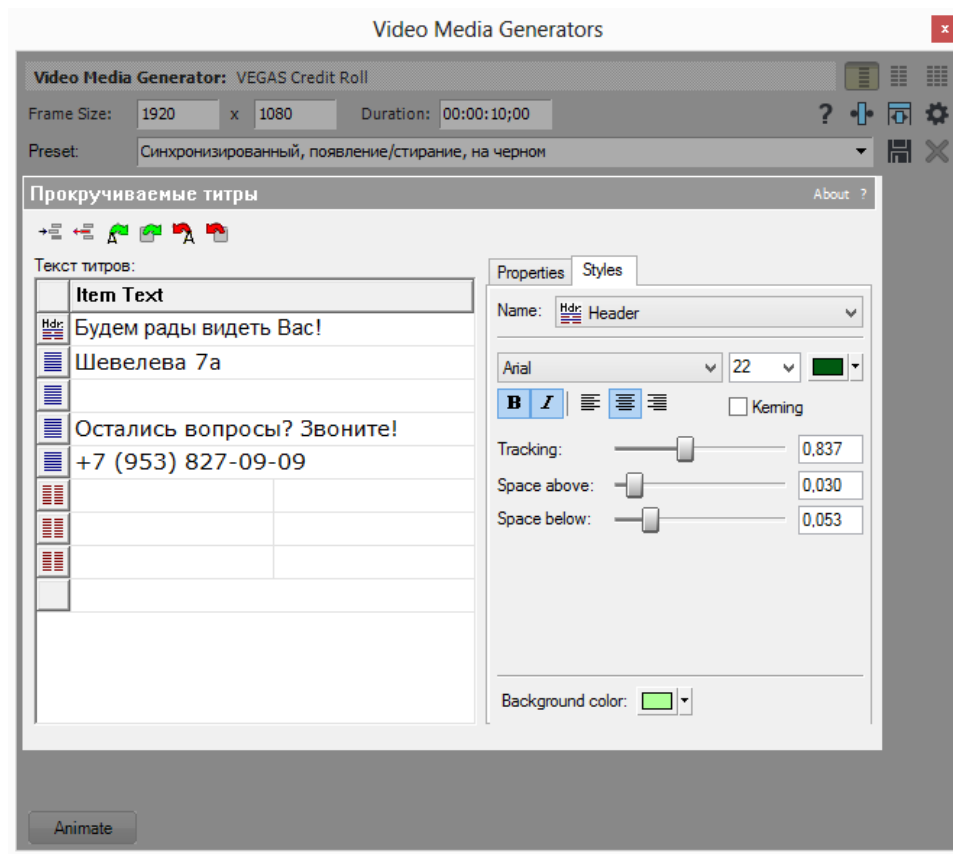 Video Media Generators
x
Video Media Generator: VEGAS Credit Roll
Frame Size: 1920 x 1080 Duration: 00:00:10;00 ?
Preset: Синхронизированный, появление/стирание, на черном
Прокручиваемые титры About ?
Текст титров:
Properties Styles
Item Text
Name: Hdr: Header
Hdr: Будем рады видеть Вас!
Шевелева 7а
Arial 22
B I Kerning
Остались вопросы? Звоните!
Tracking: 0,837
+7 (953) 827-09-09
Space above: 0,030
Space below: 0,053
Background color:
Animate